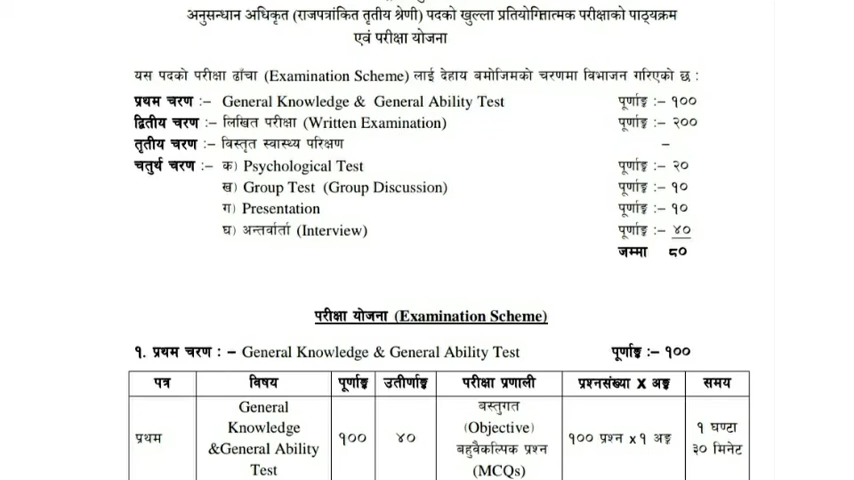 अनुसन्धान अधिकृत (राजपत्रांकित तृतीय श्रेणी) पदको खुल्ला प्रतियोगितात्मक परीक्षाको पाठ्यक्रम
एवं परीक्षा योजना
यस पदको परीक्षा ढाँचा (Examination Scheme) लाई देहाय बमोजिमको चरणमा विभाजन गरिएको छ :
प्रथम चरण :– General Knowledge & General Ability Test पूर्णाङ्क :– १००
द्वितीय चरण :– लिखित परीक्षा (Written Examination) पूर्णाङ्क :– २००
तृतीय चरण :– विस्तृत स्वास्थ्य परिक्षण –
चतुर्थ चरण :– क) Psychological Test पूर्णाङ्क :– २०
ख) Group Test (Group Discussion) पूर्णाङ्क :– १०
ग) Presentation पूर्णाङ्क :– १०
घ) अन्तर्वार्ता (Interview) पूर्णाङ्क :– ४०
जम्मा ८०
परीक्षा योजना (Examination Scheme)
१. प्रथम चरण : – General Knowledge & General Ability Test पूर्णाङ्क :– १००
पत्र विषय पूर्णाङ्क उतीर्णाङ्क परीक्षा प्रणाली प्रश्नसंख्या X अङ्क समय
प्रथम General Knowledge &General Ability Test १०० ४० बस्तुगत (Objective) बहुवैकल्पिक प्रश्न (MCQs) १०० प्रश्न x१ अङ्क १ घण्टा ३० मिनेट